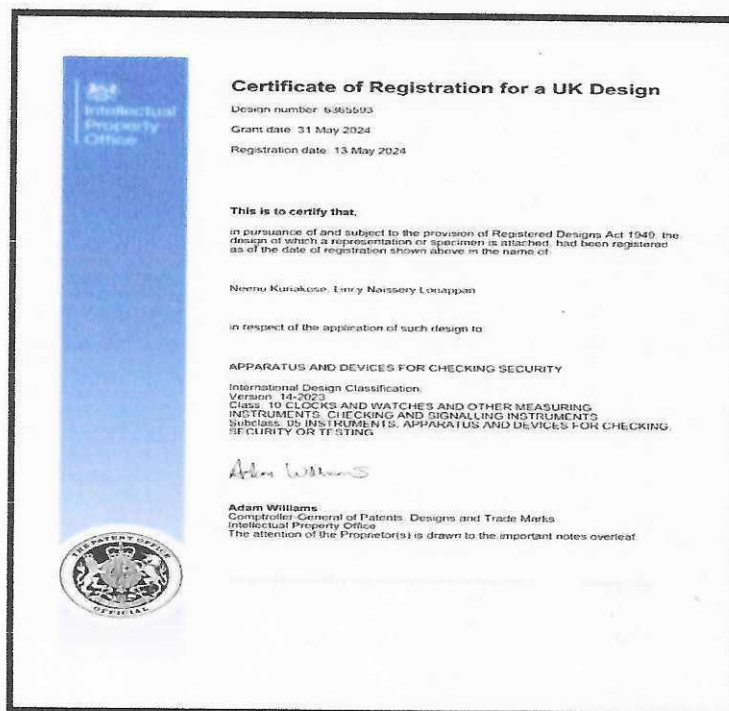 Intellectual
Property
Office
Certificate of Registration for a UK Design
Design number 6365593
Grant date 31 May 2024
Registration date 13 May 2024
This is to certify that,
in pursuance of and subject to the provision of Registered Designs Act 1949, the
design of which a representation or specimen is attached, had been registered
as of the date of registration shown above in the name of
Neenu Kuriakose, Lincy Naissery Lonappan
in respect of the application of such design to
APPARATUS AND DEVICES FOR CHECKING SECURITY
International Design Classification
Version 14-2023
Class 10 CLOCKS AND WATCHES AND OTHER MEASURING
INSTRUMENTS, CHECKING AND SIGNALLING INSTRUMENTS
Subclass 05 INSTRUMENTS, APPARATUS AND DEVICES FOR CHECKING,
SECURITY OR TESTING
Adam Williams
Adam Williams
Comptroller-General of Patents, Designs and Trade Marks
Intellectual Property Office
The attention of the Proprietor(s) is drawn to the important notes overleaf
THE PATENT OFFICE
OFFICIAL